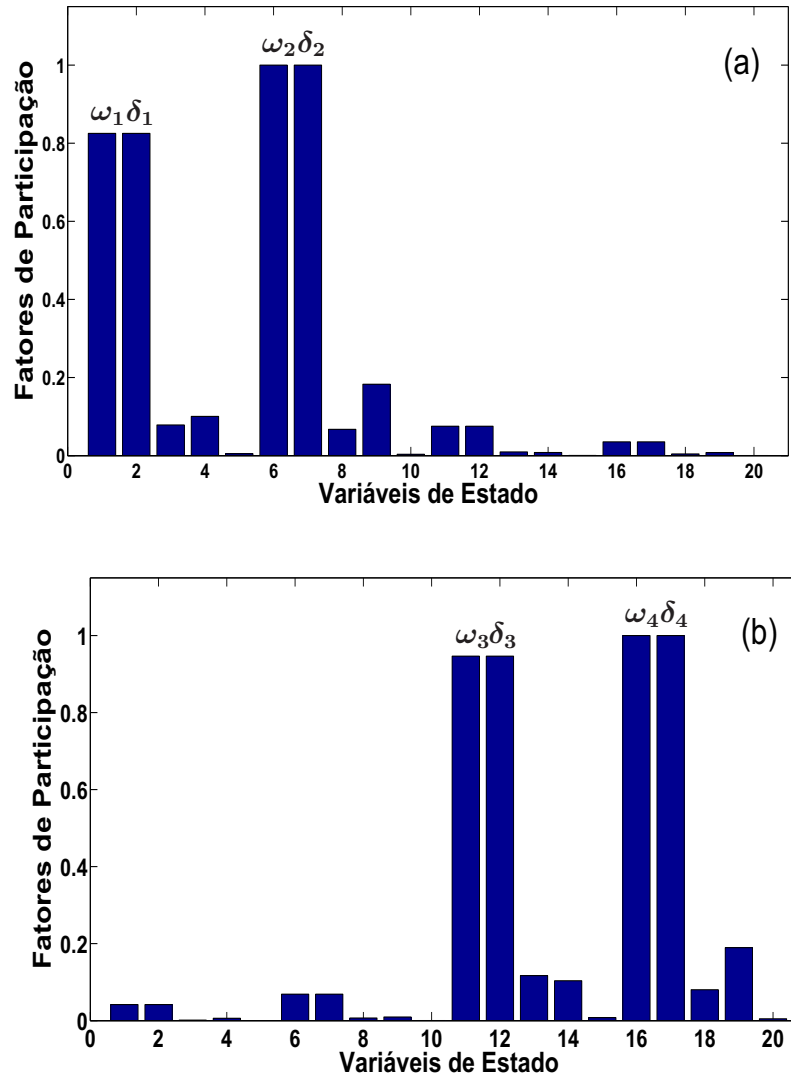 ω₂δ₂
(a)
1
ω₁δ₁
0.8
0.6
0.4
0.2
0
0 2 4 6 8 10 12 14 16 18 20
Fatores de Participação
Variáveis de Estado
ω₃δ₃ ω₄δ₄
(b)
1
0.8
0.6
0.4
0.2
0
0 2 4 6 8 10 12 14 16 18 20
Fatores de Participação
Variáveis de Estado